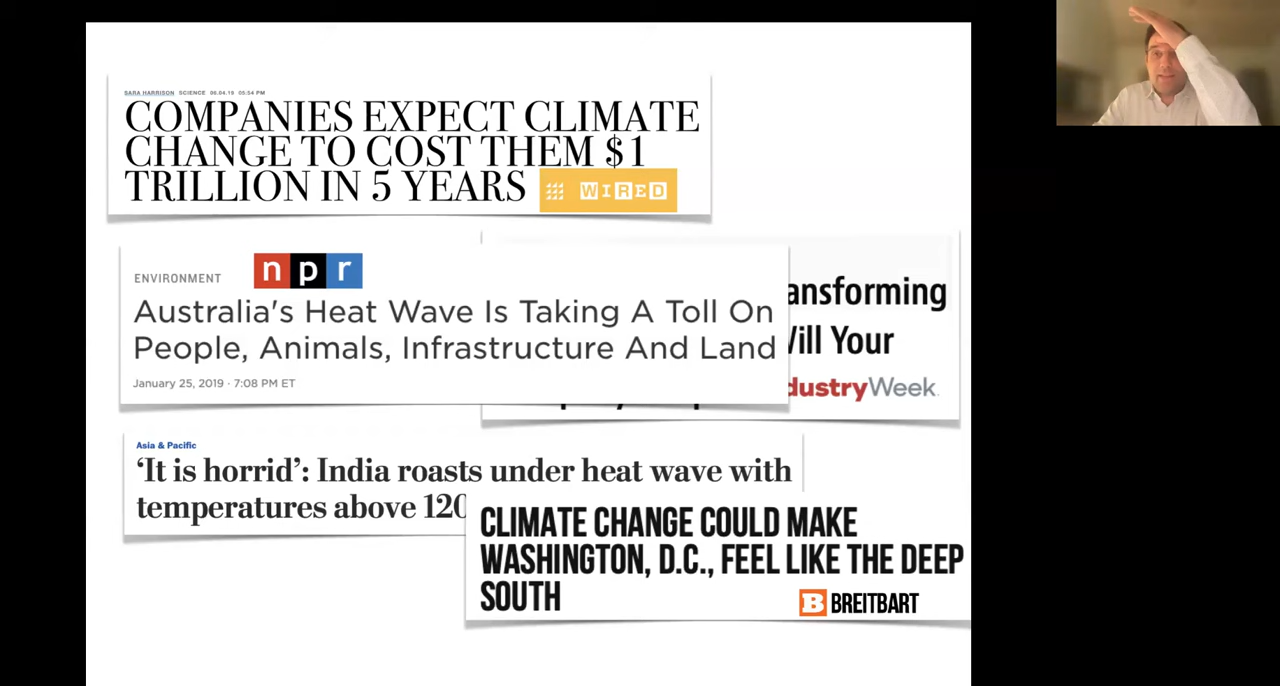 SARA HARRISON SCIENCE 06.04.19 05:54 PM
COMPANIES EXPECT CLIMATE
CHANGE TO COST THEM $1
TRILLION IN 5 YEARS
WIRED
ENVIRONMENT
npr
Australia's Heat Wave Is Taking A Toll On
People, Animals, Infrastructure And Land
January 25, 2019 · 7:08 PM ET
ansforming
Will Your
dustryWeek.
Asia & Pacific
‘It is horrid’: India roasts under heat wave with
temperatures above 120
CLIMATE CHANGE COULD MAKE
WASHINGTON, D.C., FEEL LIKE THE DEEP
SOUTH
B BREITBART